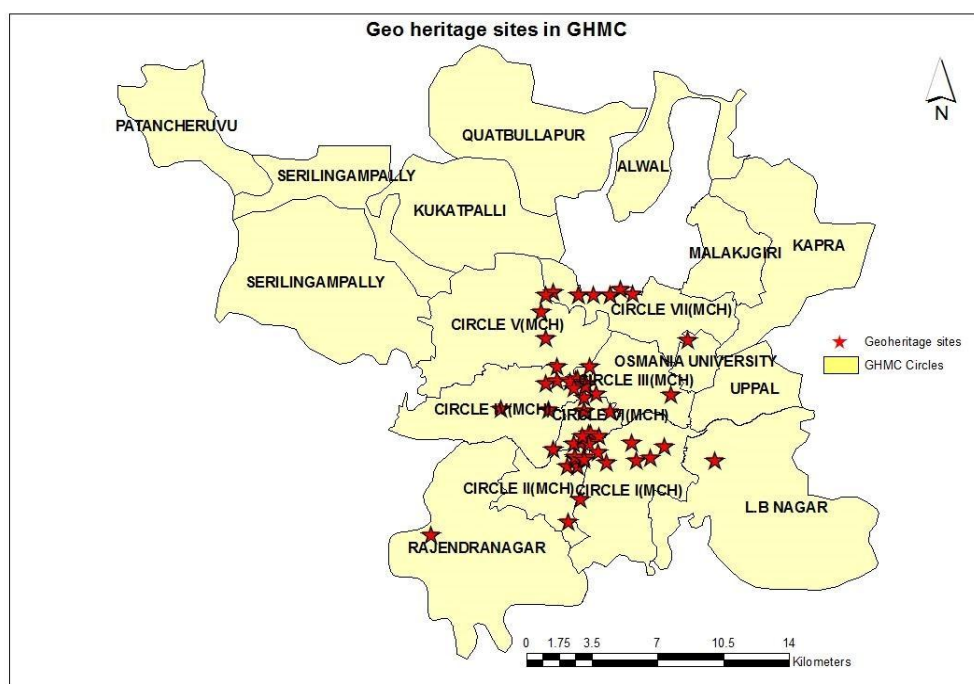 Geo heritage sites in GHMC
N
PATANCHERUVU
QUATBULLAPUR
ALWAL
SERILINGAMPALLY
KUKATPALLI
MALAKJGIRI
KAPRA
SERILINGAMPALLY
CIRCLE V(MCH)
CIRCLE VII(MCH)
Geoheritage sites
GHMC Circles
OSMANIA UNIVERSITY
CIRCLE III(MCH)
UPPAL
CIRCLE (MCH)
CIRCLE VI(MCH)
CIRCLE II(MCH)
CIRCLE I(MCH)
L.B NAGAR
RAJENDRANAGAR
0 1.75 3.5 7 10.5 14
Kilometers